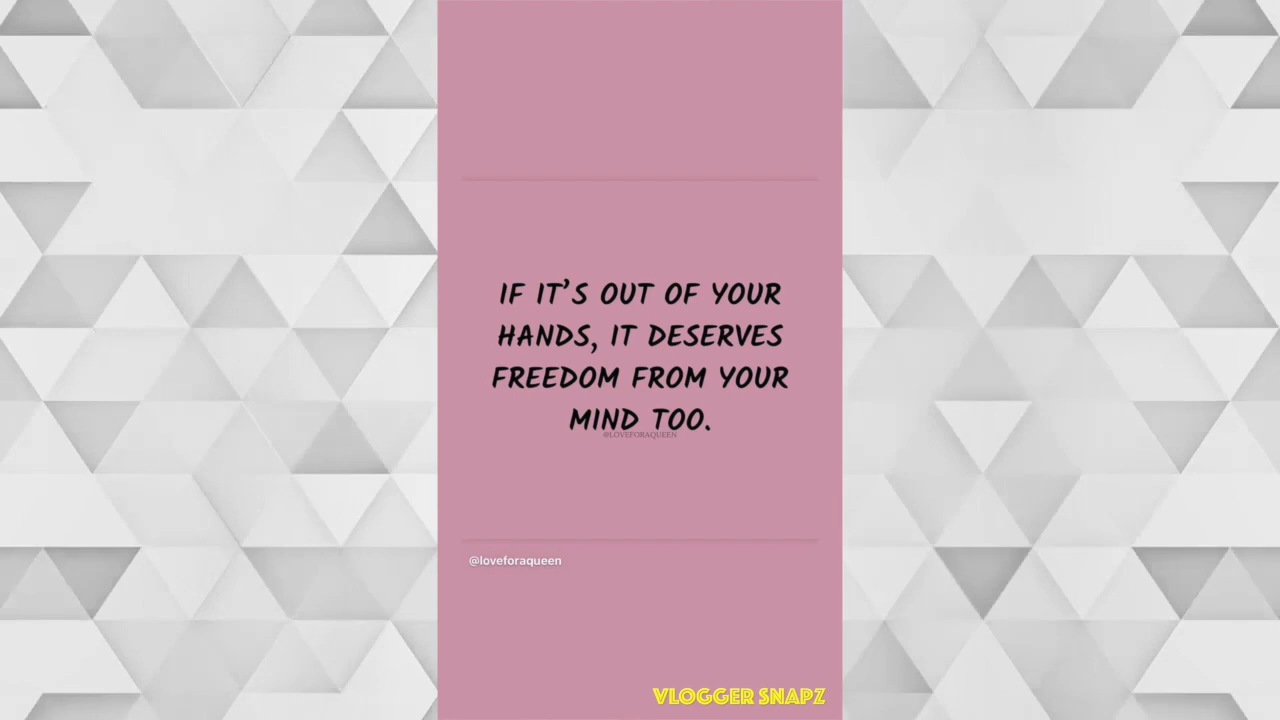 IF IT’S OUT OF YOUR
HANDS, IT DESERVES
FREEDOM FROM YOUR
MIND TOO.
@LOVEFORAQUEEN
@loveforaqueen
VLOGGER SNAPZ